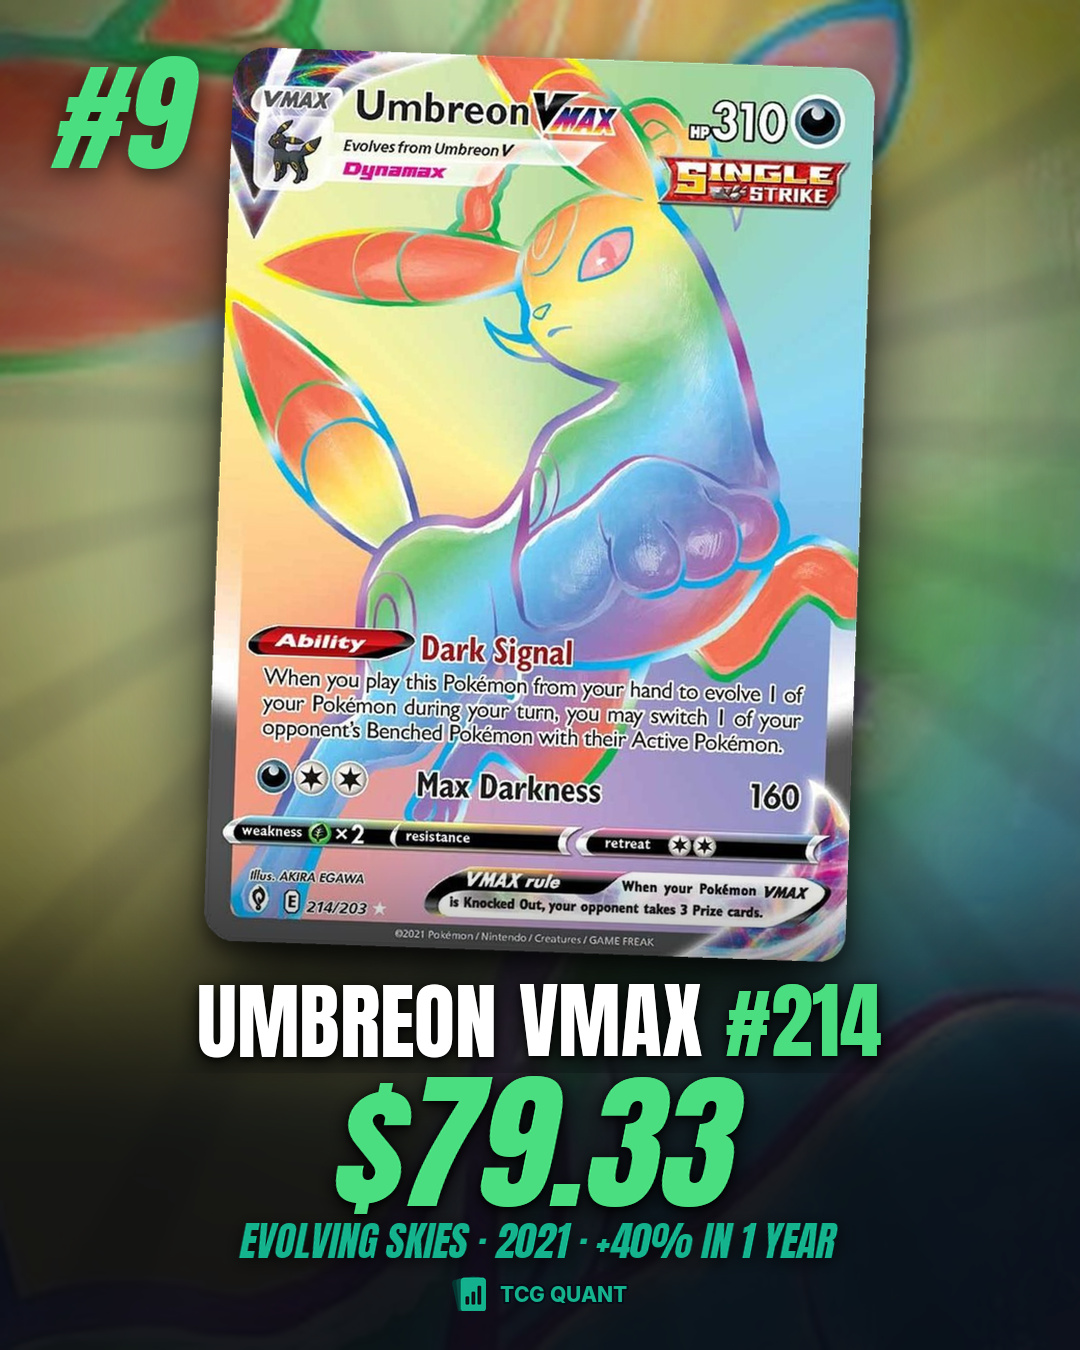 #9
VMAX
Umbreon VMAX
HP 310
Evolves from Umbreon V
Dynamax
SINGLE STRIKE
Ability Dark Signal
When you play this Pokémon from your hand to evolve 1 of
your Pokémon during your turn, you may switch 1 of your
opponent's Benched Pokémon with their Active Pokémon.
Max Darkness 160
weakness ×2 resistance retreat
Illus. AKIRA EGAWA
E 214/203
VMAX rule When your Pokémon VMAX
is Knocked Out, your opponent takes 3 Prize cards.
©2021 Pokémon / Nintendo / Creatures / GAME FREAK
UMBREON VMAX #214
$79.33
EVOLVING SKIES · 2021 · +40% IN 1 YEAR
TCG QUANT